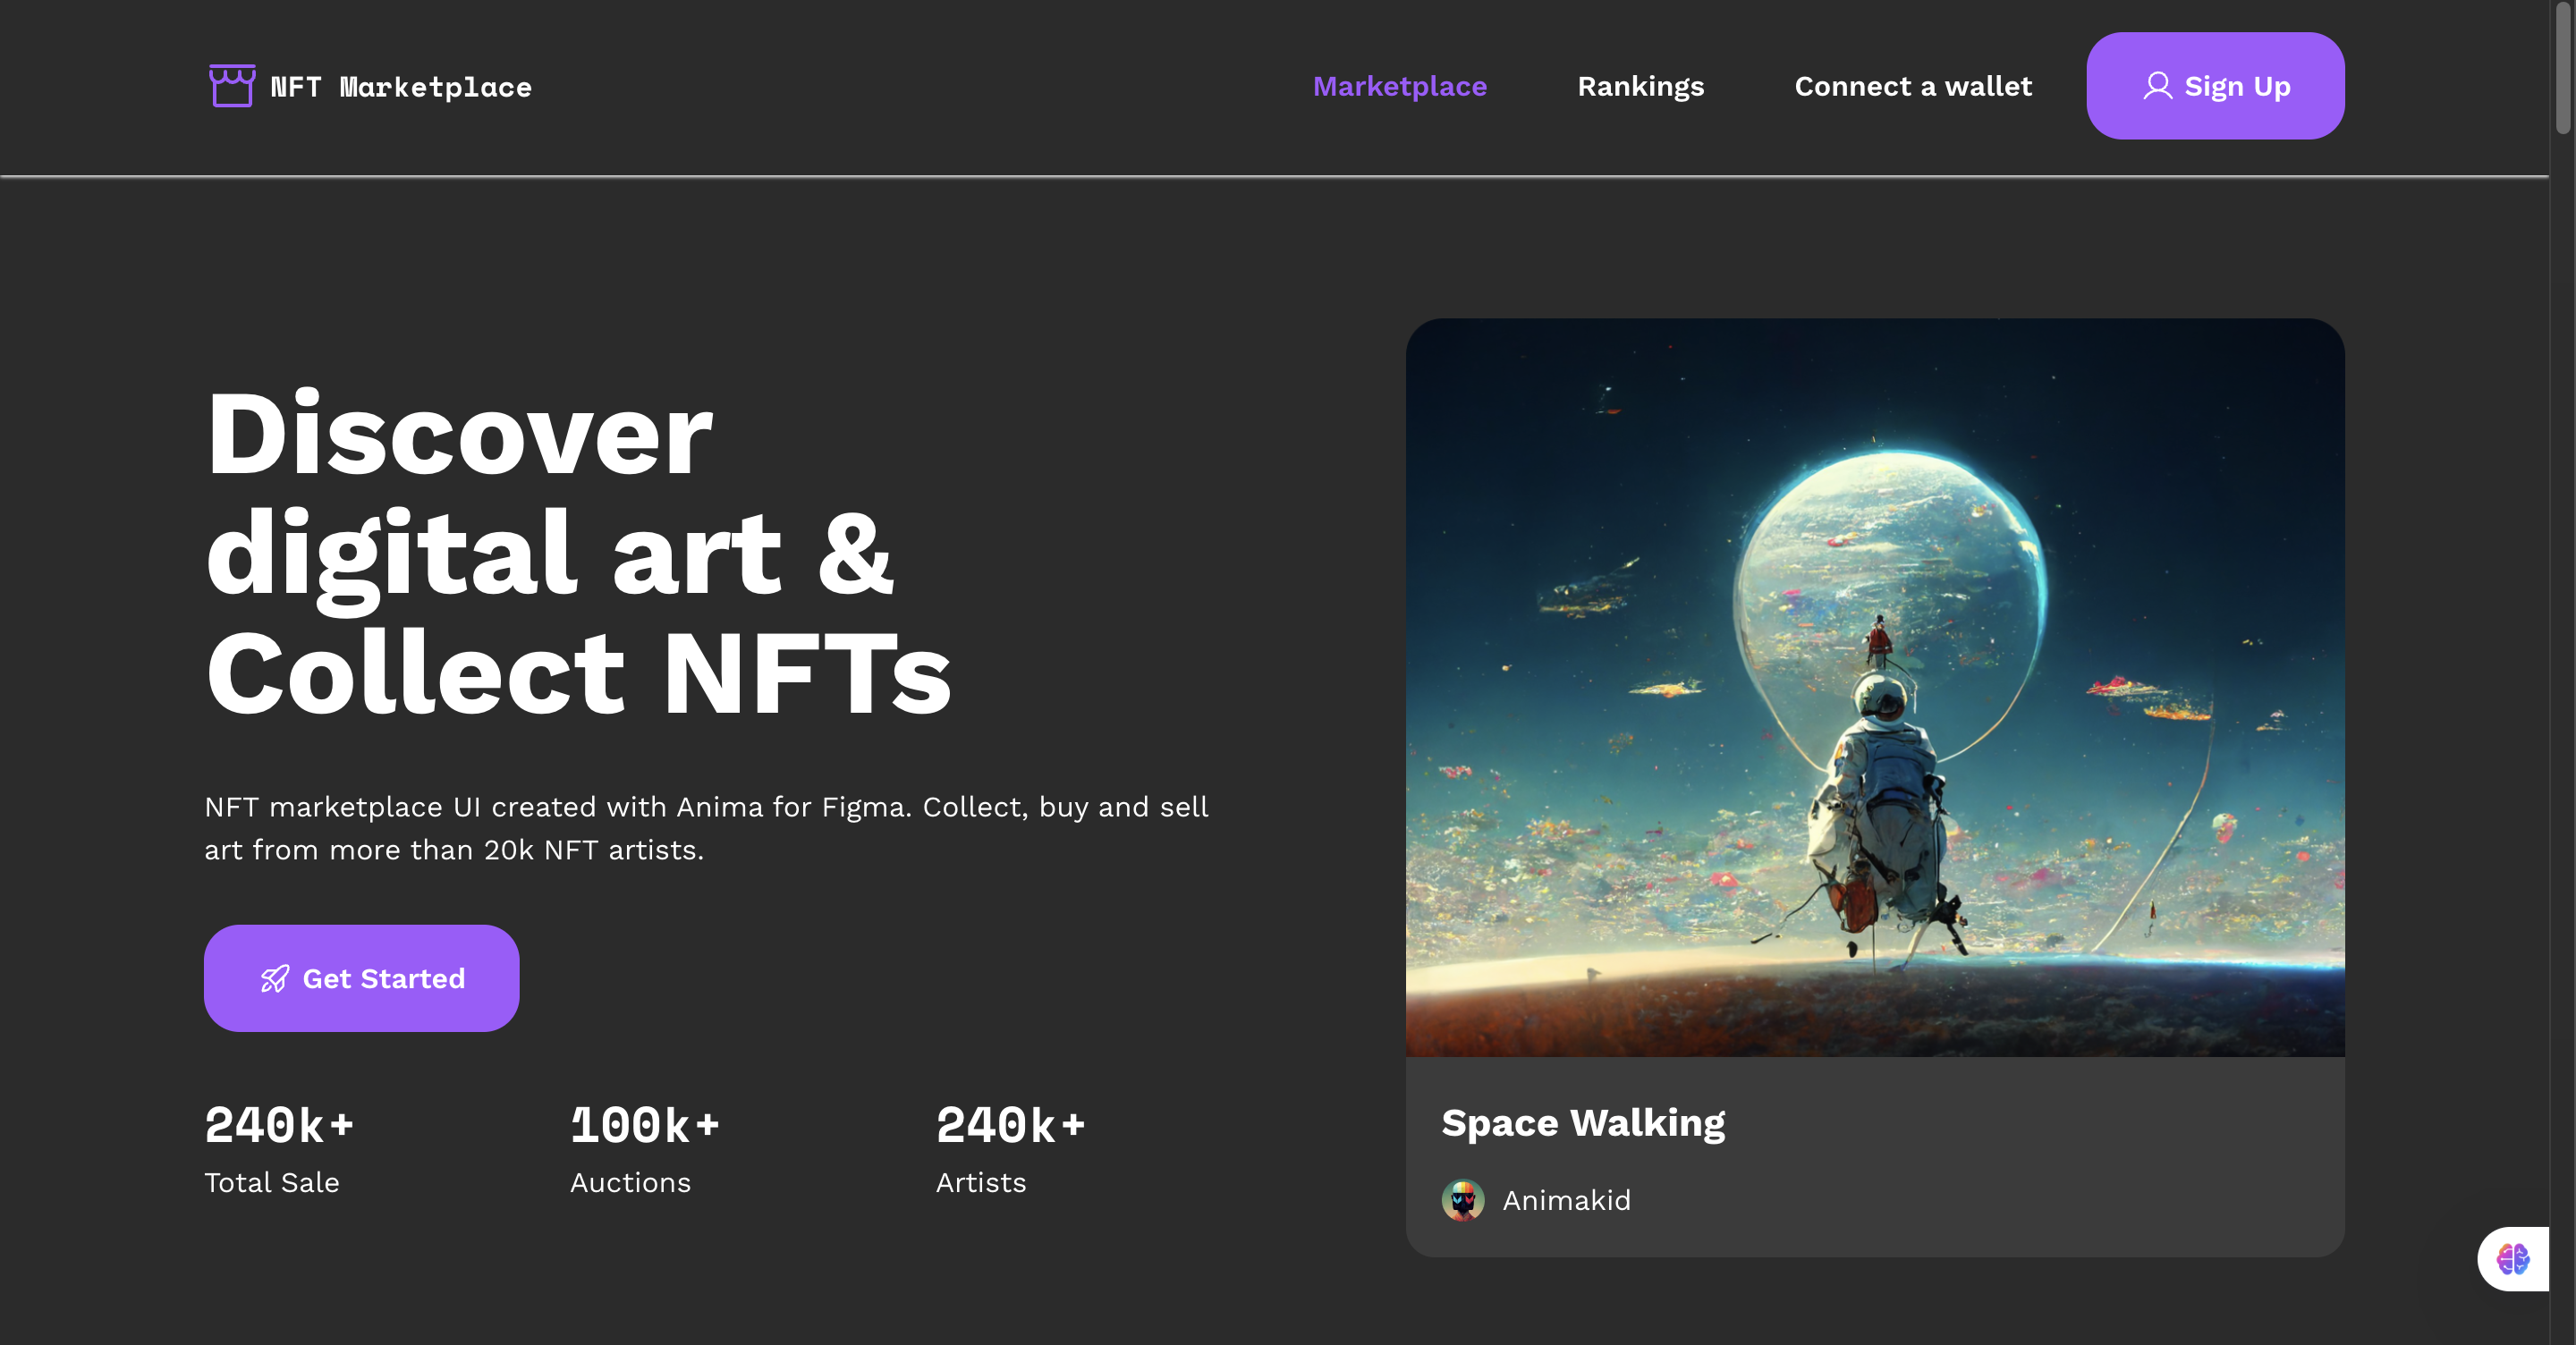 NFT Marketplace
Marketplace
Rankings
Connect a wallet
Sign Up
Discover
digital art &
Collect NFTs
NFT marketplace UI created with Anima for Figma. Collect, buy and sell
art from more than 20k NFT artists.
Get Started
240k+
Total Sale
100k+
Auctions
240k+
Artists
Space Walking
Animakid